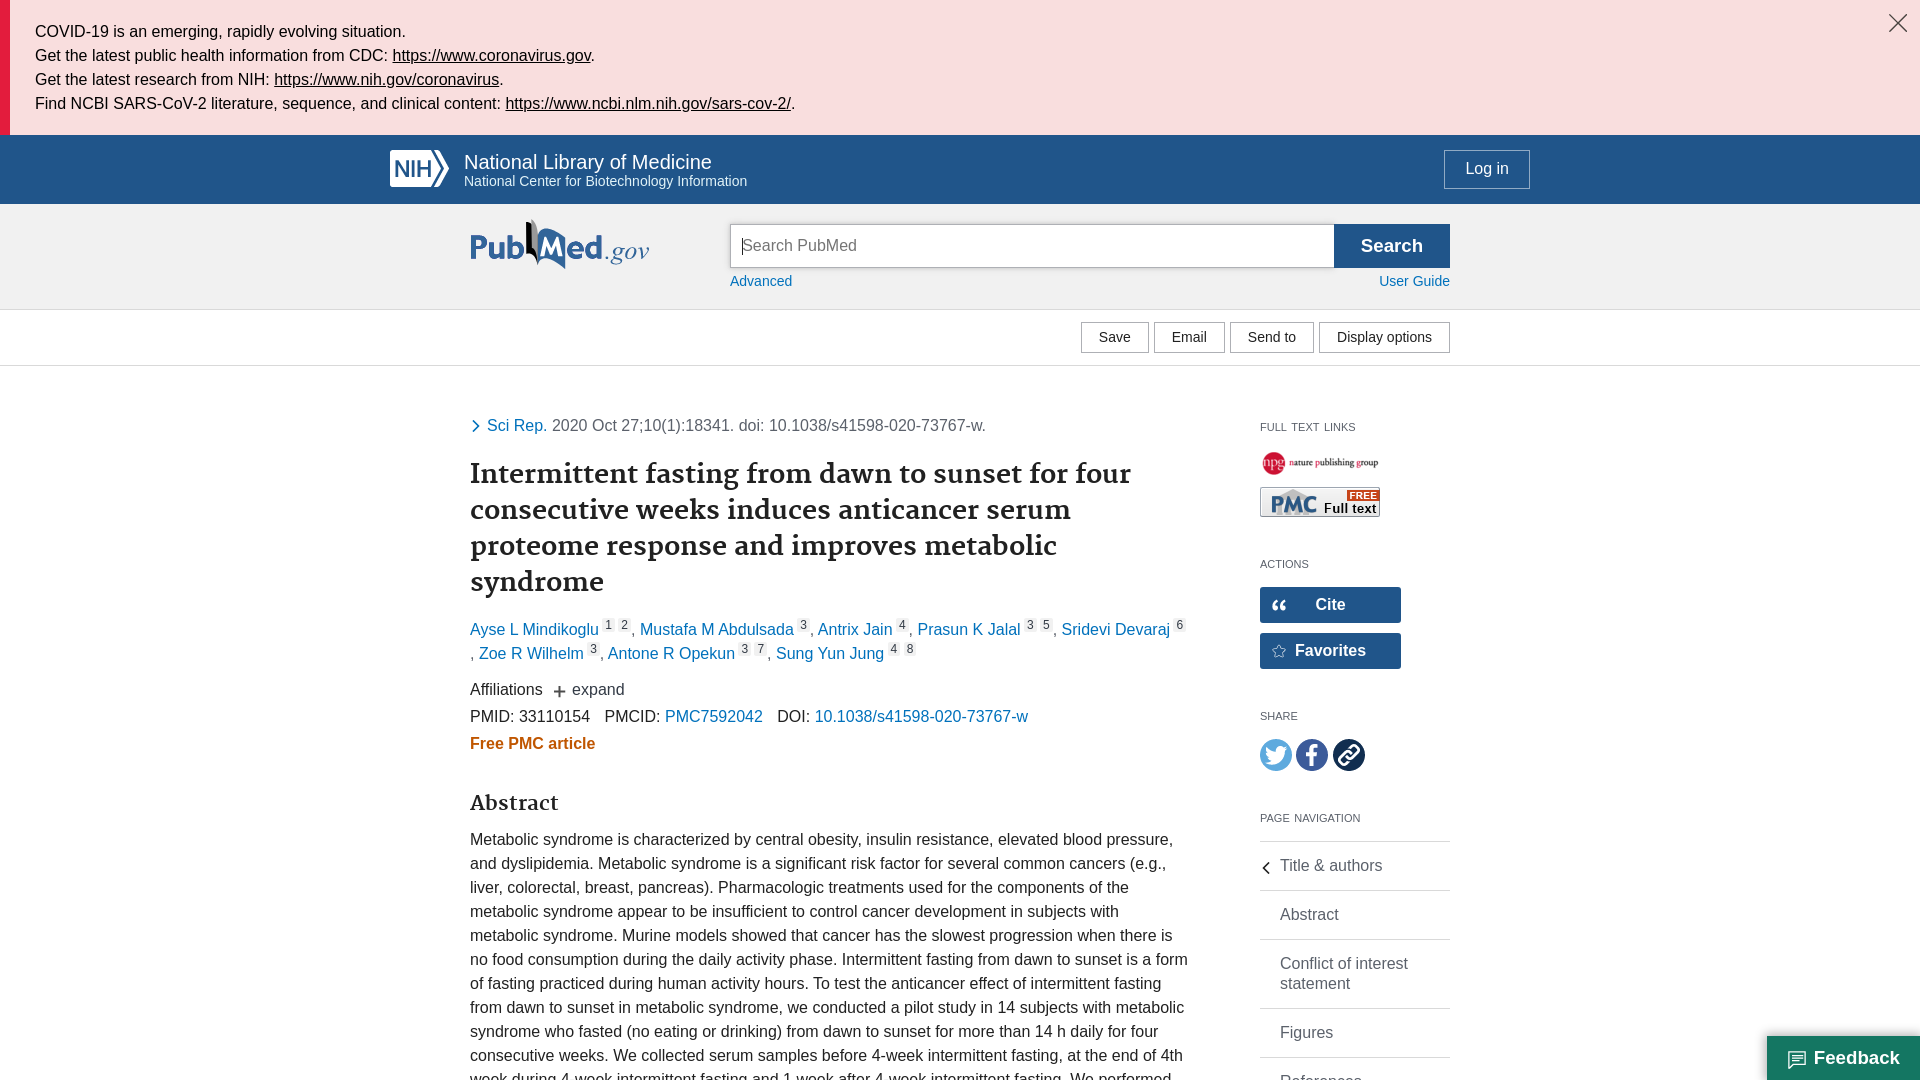 COVID-19 is an emerging, rapidly evolving situation.
Get the latest public health information from CDC: https://www.coronavirus.gov.
Get the latest research from NIH: https://www.nih.gov/coronavirus.
Find NCBI SARS-CoV-2 literature, sequence, and clinical content: https://www.ncbi.nlm.nih.gov/sars-cov-2/.
NIH National Library of Medicine
National Center for Biotechnology Information
Log in
PubMed.gov
Search PubMed
Search
Advanced
User Guide
Save
Email
Send to
Display options
Sci Rep. 2020 Oct 27;10(1):18341. doi: 10.1038/s41598-020-73767-w.
Intermittent fasting from dawn to sunset for four
consecutive weeks induces anticancer serum
proteome response and improves metabolic
syndrome
Ayse L Mindikoglu 1 2, Mustafa M Abdulsada 3, Antrix Jain 4, Prasun K Jalal 3 5, Sridevi Devaraj 6
, Zoe R Wilhelm 3, Antone R Opekun 3 7, Sung Yun Jung 4 8
Affiliations + expand
PMID: 33110154 PMCID: PMC7592042 DOI: 10.1038/s41598-020-73767-w
Free PMC article
Abstract
Metabolic syndrome is characterized by central obesity, insulin resistance, elevated blood pressure,
and dyslipidemia. Metabolic syndrome is a significant risk factor for several common cancers (e.g.,
liver, colorectal, breast, pancreas). Pharmacologic treatments used for the components of the
metabolic syndrome appear to be insufficient to control cancer development in subjects with
metabolic syndrome. Murine models showed that cancer has the slowest progression when there is
no food consumption during the daily activity phase. Intermittent fasting from dawn to sunset is a form
of fasting practiced during human activity hours. To test the anticancer effect of intermittent fasting
from dawn to sunset in metabolic syndrome, we conducted a pilot study in 14 subjects with metabolic
syndrome who fasted (no eating or drinking) from dawn to sunset for more than 14 h daily for four
consecutive weeks. We collected serum samples before 4-week intermittent fasting, at the end of 4th
week during 4-week intermittent fasting and 1 week after 4-week intermittent fasting. We performed
FULL TEXT LINKS
npg nature publishing group
PMC FREE Full text
ACTIONS
Cite
Favorites
SHARE
PAGE NAVIGATION
Title & authors
Abstract
Conflict of interest
statement
Figures
References
Feedback